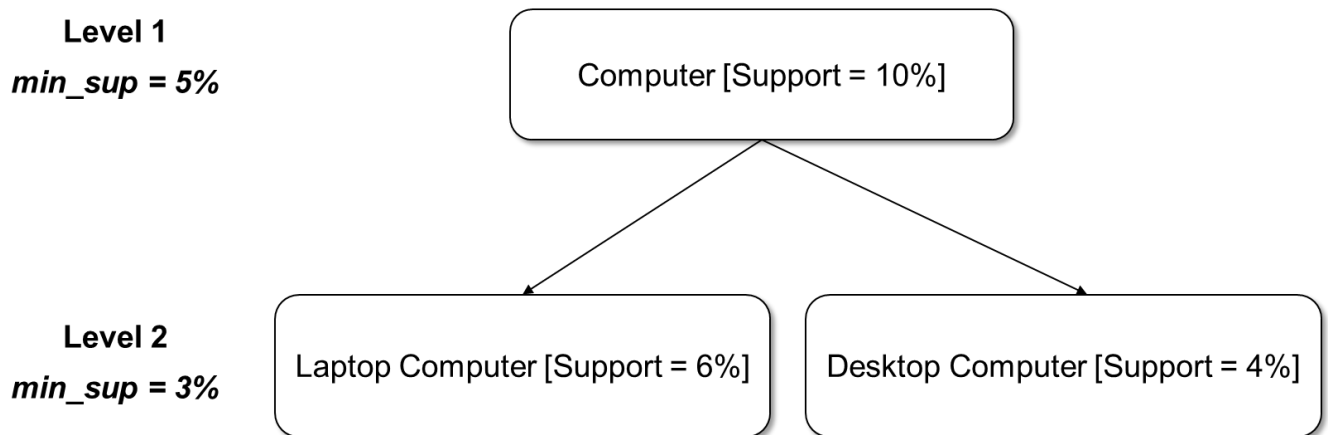 Level 1
min_sup = 5%
Computer [Support = 10%]
Level 2
min_sup = 3%
Laptop Computer [Support = 6%]
Desktop Computer [Support = 4%]